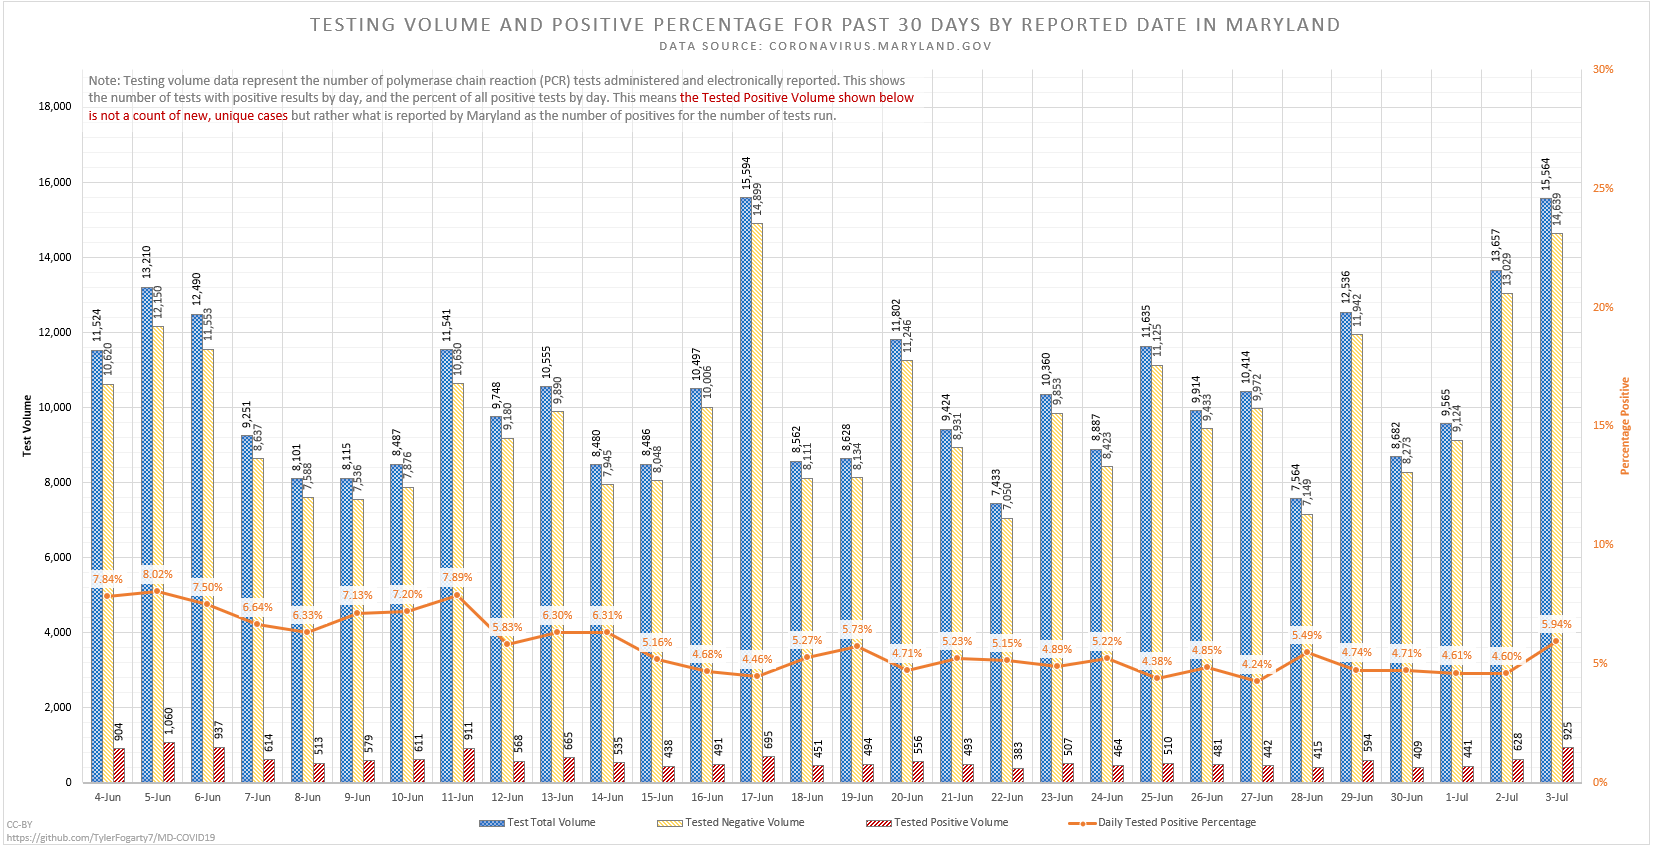 TESTING VOLUME AND POSITIVE PERCENTAGE FOR PAST 30 DAYS BY REPORTED DATE IN MARYLAND
DATA SOURCE: CORONAVIRUS.MARYLAND.GOV
Note: Testing volume data represent the number of polymerase chain reaction (PCR) tests administered and electronically reported. This shows
the number of tests with positive results by day, and the percent of all positive tests by day. This means the Tested Positive Volume shown below
is not a count of new, unique cases but rather what is reported by Maryland as the number of positives for the number of tests run.
Test Volume
18,000
16,000
14,000
12,000
10,000
8,000
6,000
4,000
2,000
0
11,524 13,210 12,490 9,251 8,101 8,115 8,487 11,541 9,748 10,555 8,480 8,486 10,497 15,594 8,562 8,628 11,802 9,424 7,433 10,360 8,887 11,635 9,914 10,414 7,564 12,536 8,682 9,565 13,657 15,564
10,620 12,150 11,553 8,637 7,588 7,536 7,876 10,630 9,180 9,890 7,945 8,048 10,006 14,899 8,111 8,134 11,246 8,931 7,050 9,853 8,423 11,125 9,433 9,972 7,149 11,942 8,273 9,124 13,029 14,639
7.84% 8.02% 7.50% 6.64% 6.33% 7.13% 7.20% 7.89% 5.83% 6.30% 6.31% 5.16% 4.68% 4.46% 5.27% 5.73% 4.71% 5.23% 5.15% 4.89% 5.22% 4.38% 4.85% 4.24% 5.49% 4.74% 4.71% 4.61% 4.60% 5.94%
904 1,060 937 614 513 579 611 911 568 665 535 438 491 695 451 494 556 493 383 507 464 510 481 442 415 594 409 441 628 925
4-Jun 5-Jun 6-Jun 7-Jun 8-Jun 9-Jun 10-Jun 11-Jun 12-Jun 13-Jun 14-Jun 15-Jun 16-Jun 17-Jun 18-Jun 19-Jun 20-Jun 21-Jun 22-Jun 23-Jun 24-Jun 25-Jun 26-Jun 27-Jun 28-Jun 29-Jun 30-Jun 1-Jul 2-Jul 3-Jul
30%
25%
20%
15%
10%
5%
0%
Percentage Positive
Test Total Volume Tested Negative Volume Tested Positive Volume Daily Tested Positive Percentage
CC-BY
https://github.com/TylerFogarty7/MD-COVID19